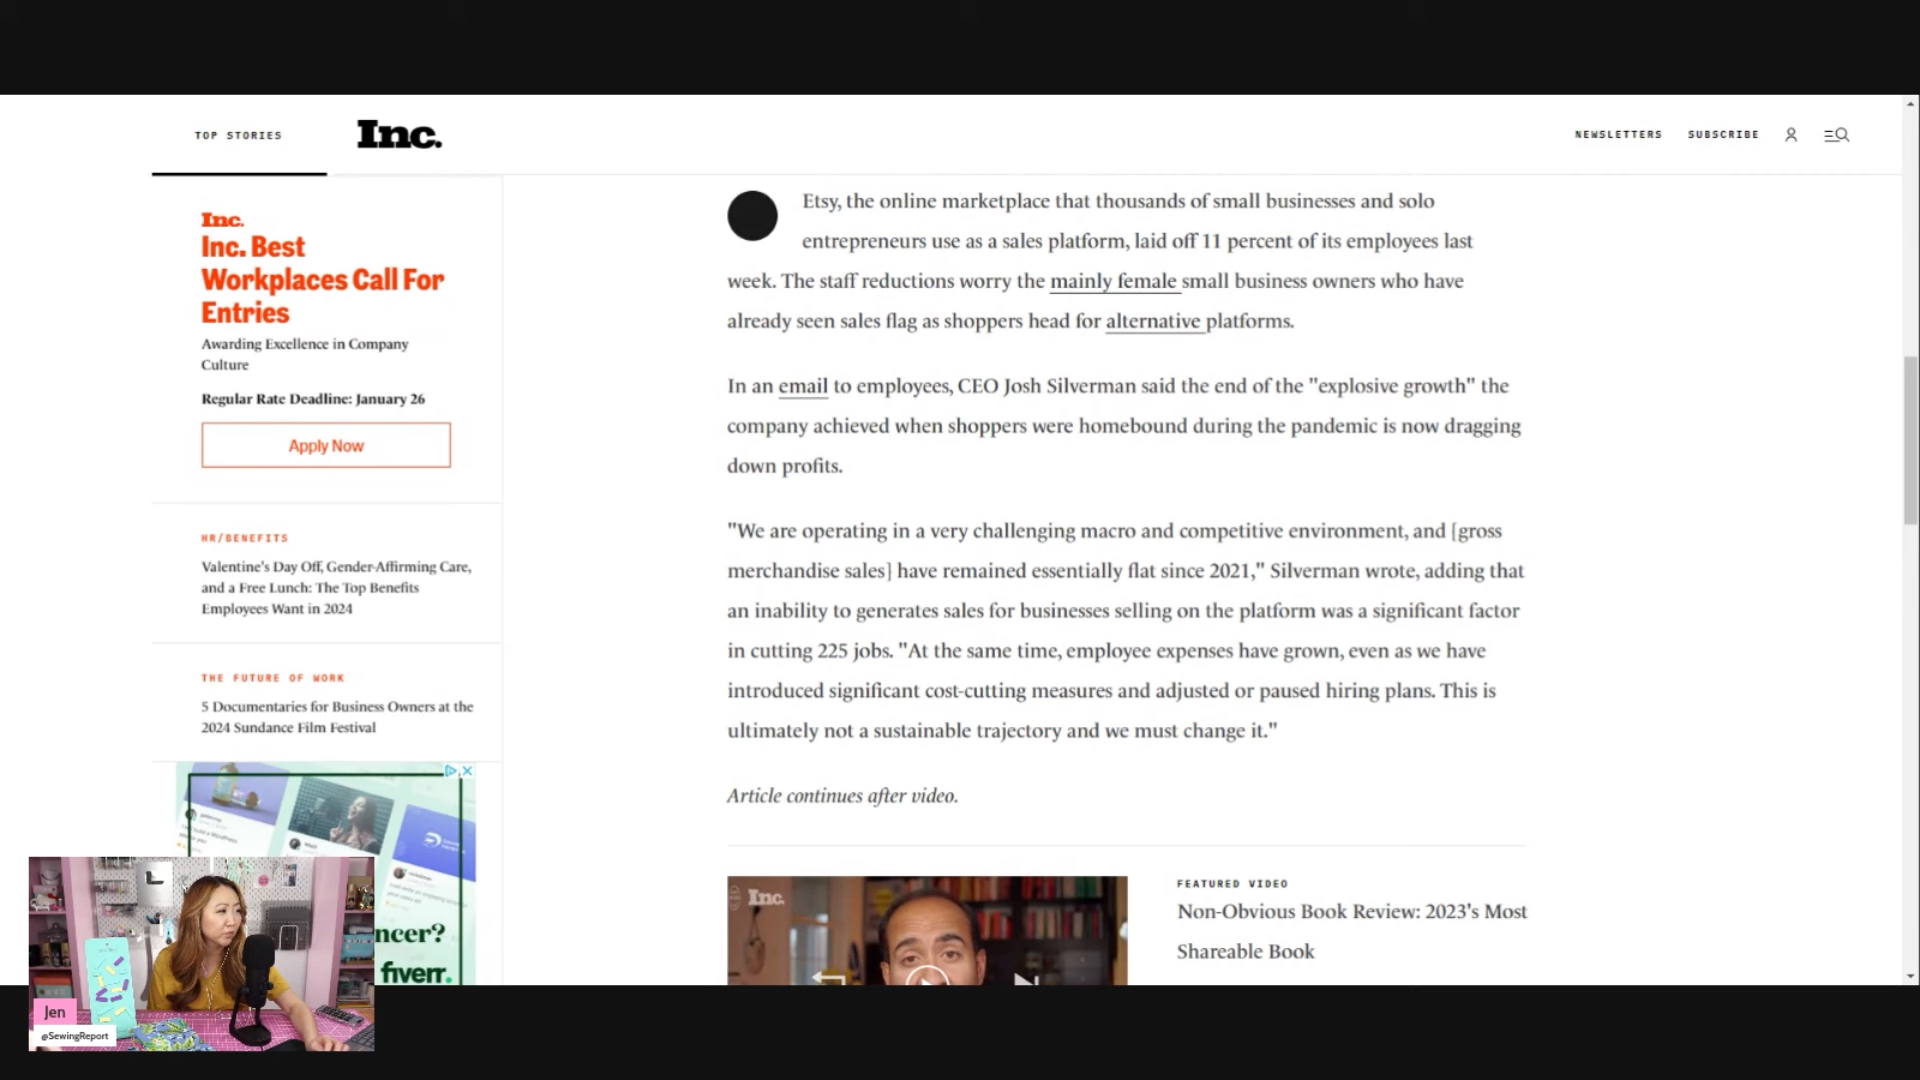 TOP STORIES
Inc.
NEWSLETTERS
SUBSCRIBE
Inc.
Inc. Best
Workplaces Call For
Entries
Awarding Excellence in Company
Culture
Regular Rate Deadline: January 26
Apply Now
HR/BENEFITS
Valentine's Day Off, Gender-Affirming Care,
and a Free Lunch: The Top Benefits
Employees Want in 2024
THE FUTURE OF WORK
5 Documentaries for Business Owners at the
2024 Sundance Film Festival
ncer?
fiverr.
Jen
@SewingReport
Etsy, the online marketplace that thousands of small businesses and solo
entrepreneurs use as a sales platform, laid off 11 percent of its employees last
week. The staff reductions worry the mainly female small business owners who have
already seen sales flag as shoppers head for alternative platforms.
In an email to employees, CEO Josh Silverman said the end of the "explosive growth" the
company achieved when shoppers were homebound during the pandemic is now dragging
down profits.
"We are operating in a very challenging macro and competitive environment, and [gross
merchandise sales] have remained essentially flat since 2021," Silverman wrote, adding that
an inability to generates sales for businesses selling on the platform was a significant factor
in cutting 225 jobs. "At the same time, employee expenses have grown, even as we have
introduced significant cost-cutting measures and adjusted or paused hiring plans. This is
ultimately not a sustainable trajectory and we must change it."
Article continues after video.
Inc.
FEATURED VIDEO
Non-Obvious Book Review: 2023's Most
Shareable Book